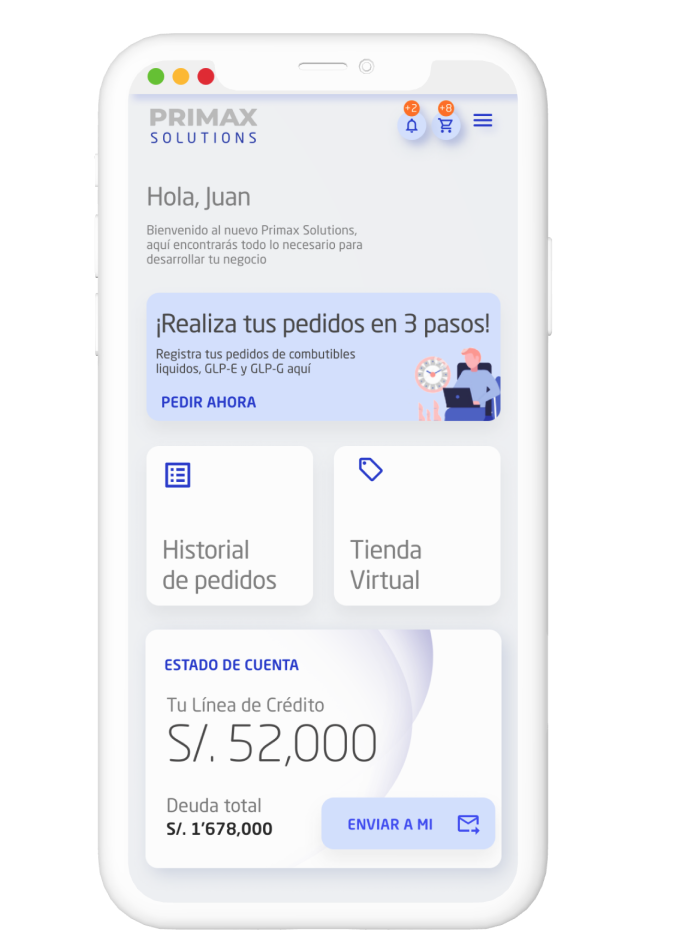 PRIMAX
SOLUTIONS
+2
+8
Hola, Juan
Bienvenido al nuevo Primax Solutions,
aquí encontrarás todo lo necesario para
desarrollar tu negocio
¡Realiza tus pedidos en 3 pasos!
Registra tus pedidos de combutibles
liquidos, GLP-E y GLP-G aquí
PEDIR AHORA
Historial
de pedidos
Tienda
Virtual
ESTADO DE CUENTA
Tu Línea de Crédito
S/. 52,000
Deuda total
S/. 1'678,000
ENVIAR A MI